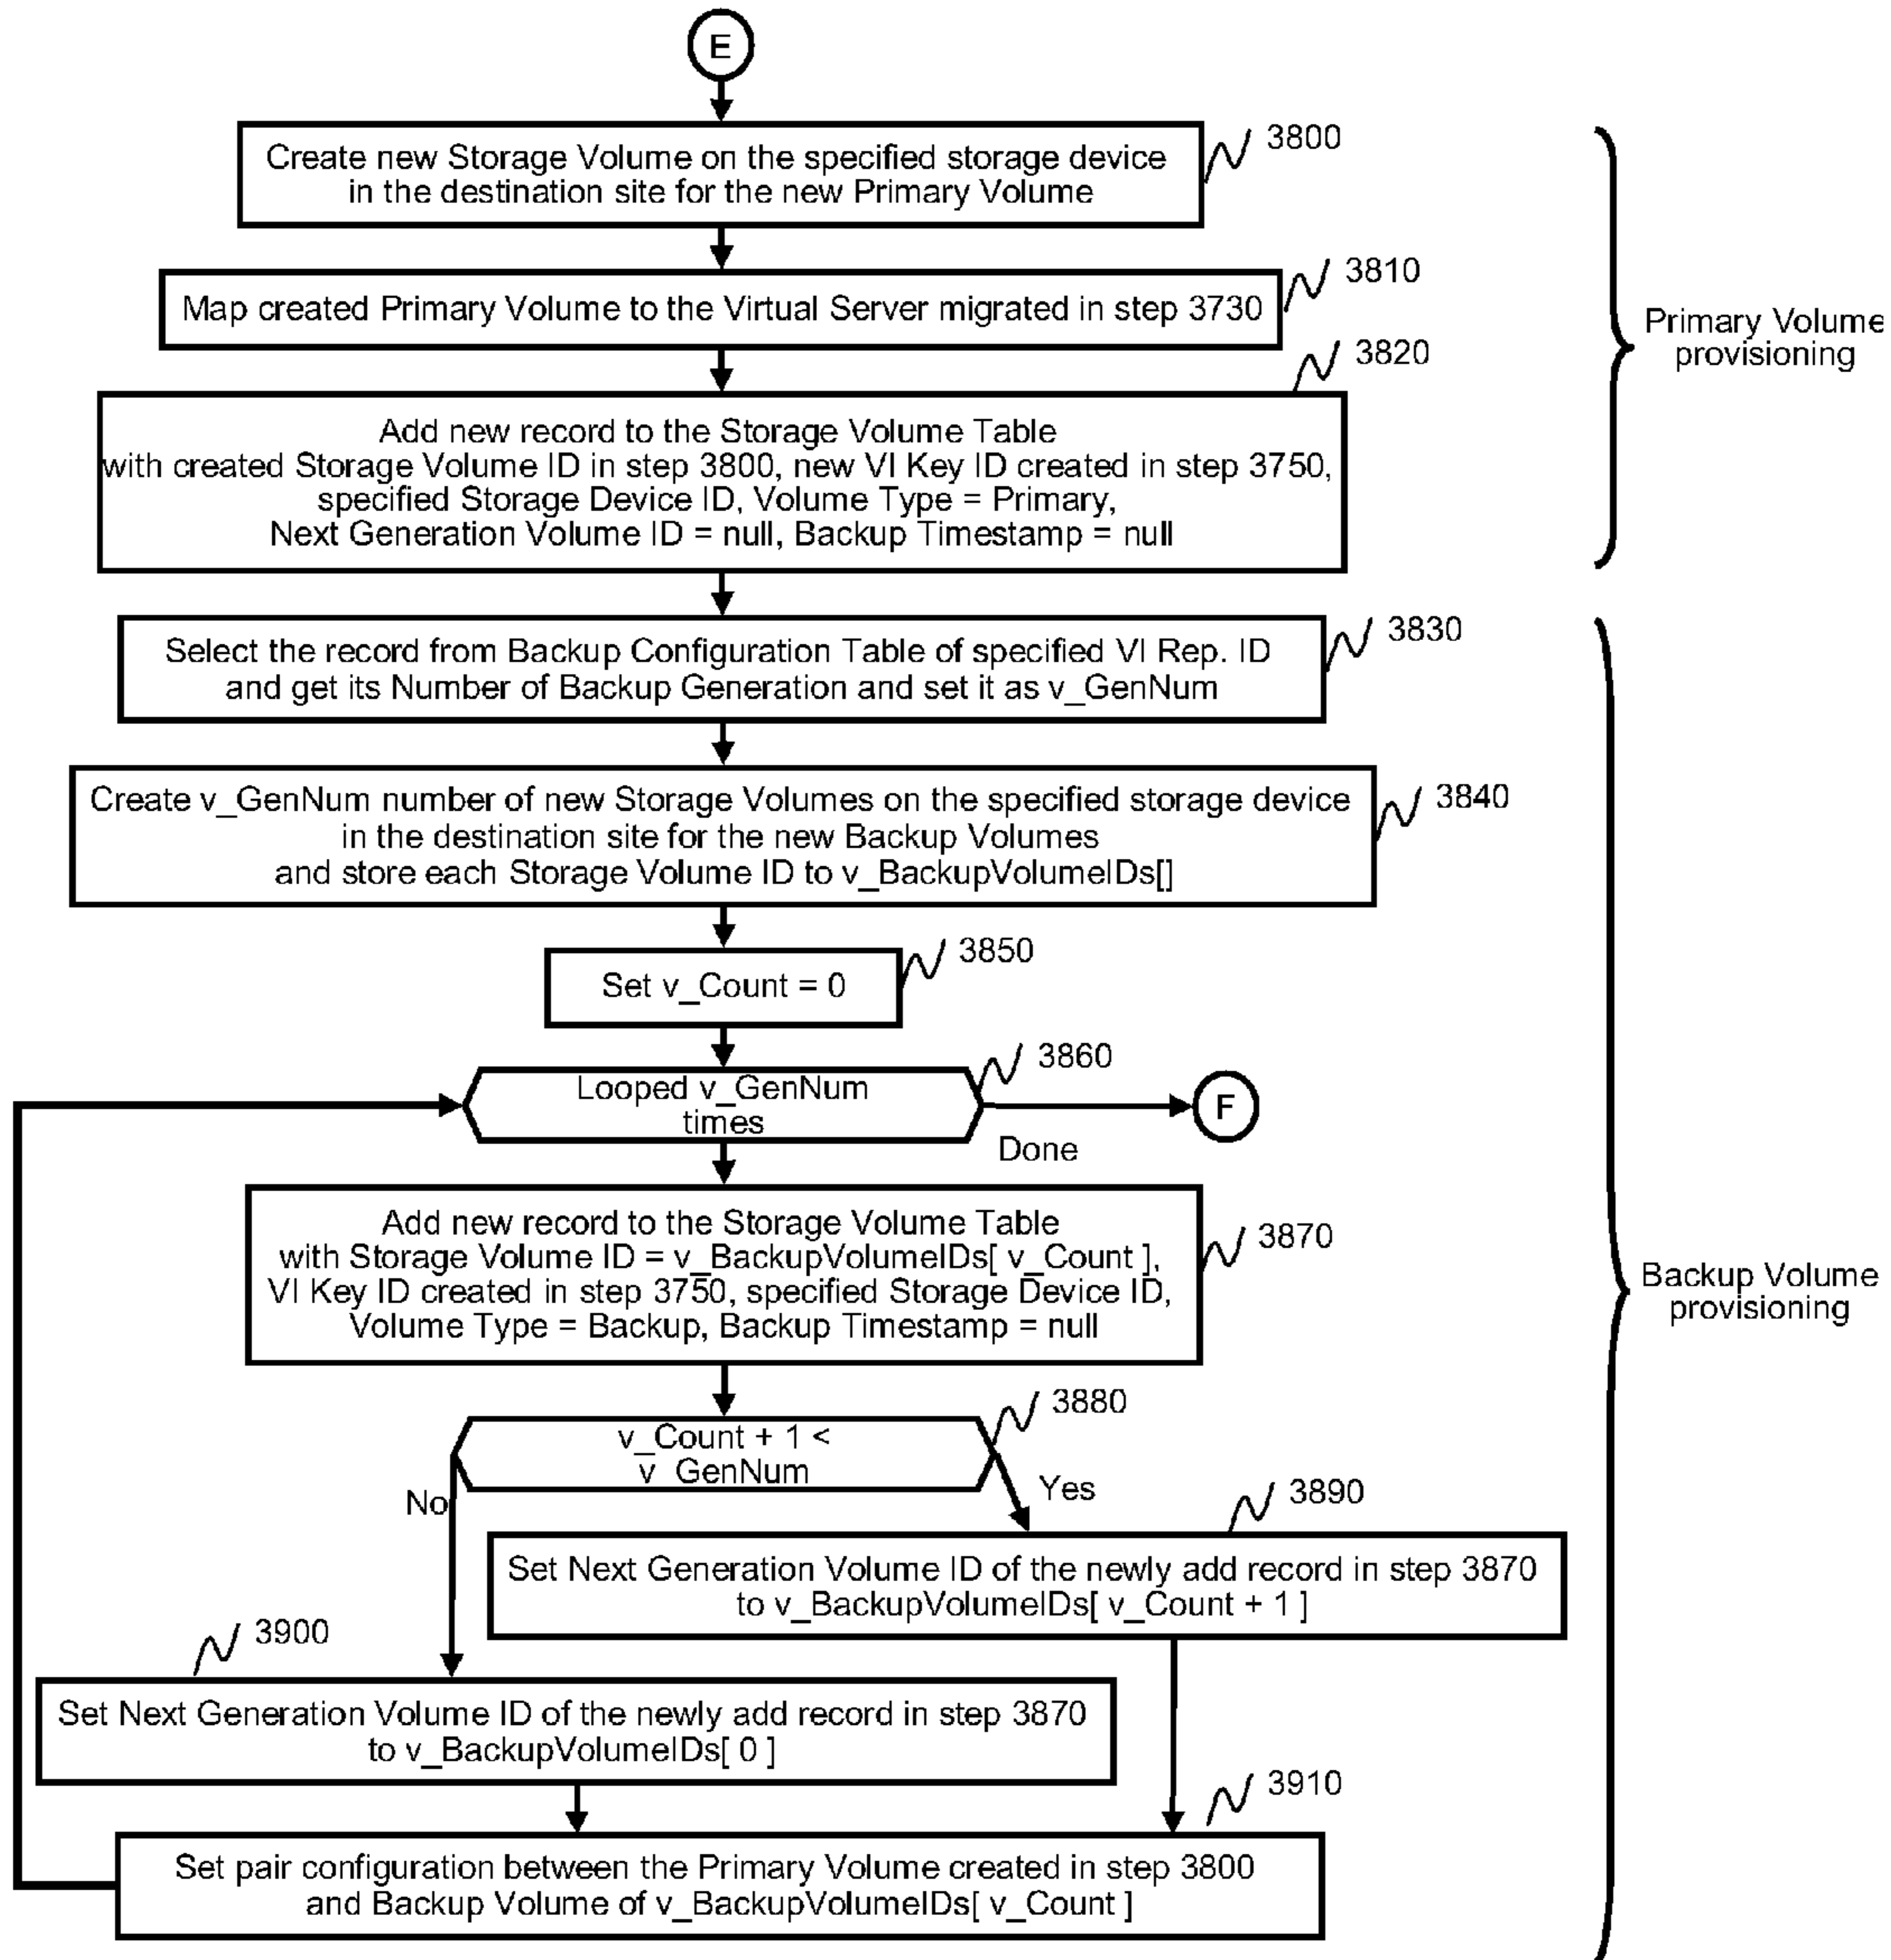 E
3800
Create new Storage Volume on the specified storage device
in the destination site for the new Primary Volume
3810
Map created Primary Volume to the Virtual Server migrated in step 3730
Primary Volume
provisioning
3820
Add new record to the Storage Volume Table
with created Storage Volume ID in step 3800, new VI Key ID created in step 3750,
specified Storage Device ID, Volume Type = Primary,
Next Generation Volume ID = null, Backup Timestamp = null
3830
Select the record from Backup Configuration Table of specified VI Rep. ID
and get its Number of Backup Generation and set it as v_GenNum
3840
Create v_GenNum number of new Storage Volumes on the specified storage device
in the destination site for the new Backup Volumes
and store each Storage Volume ID to v_BackupVolumeIDs[]
3850
Set v_Count = 0
3860
Looped v_GenNum
times
F
Done
3870
Add new record to the Storage Volume Table
with Storage Volume ID = v_BackupVolumeIDs[ v_Count ],
VI Key ID created in step 3750, specified Storage Device ID,
Volume Type = Backup, Backup Timestamp = null
Backup Volume
provisioning
3880
v_Count + 1 <
v_GenNum
No
Yes
3890
Set Next Generation Volume ID of the newly add record in step 3870
to v_BackupVolumeIDs[ v_Count + 1 ]
3900
Set Next Generation Volume ID of the newly add record in step 3870
to v_BackupVolumeIDs[ 0 ]
3910
Set pair configuration between the Primary Volume created in step 3800
and Backup Volume of v_BackupVolumeIDs[ v_Count ]